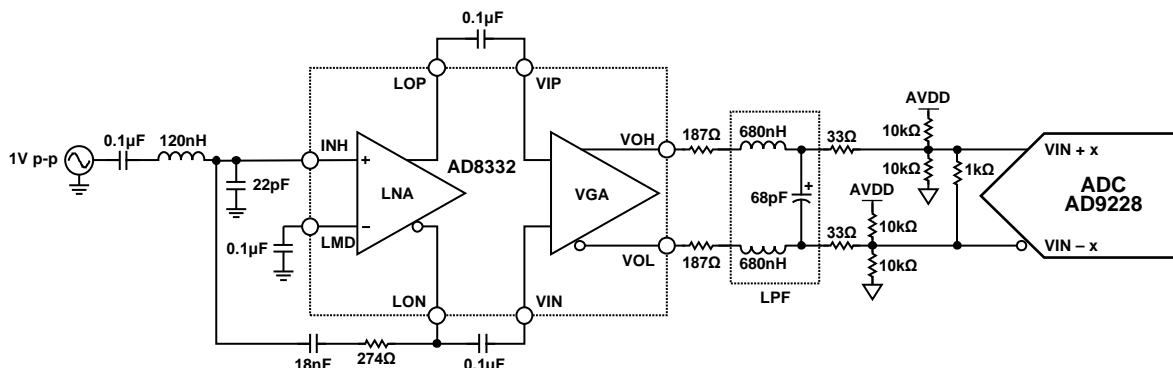 0.1µF
LOP
VIP
1V p-p
0.1µF
120nH
INH
+
AD8332
22pF
LNA
0.1µF
LMD
–
LON
VIN
18nF
274Ω
0.1µF
VGA
VOH
VOL
187Ω
187Ω
680nH
680nH
68pF
+
LPF
33Ω
33Ω
AVDD
10kΩ
10kΩ
1kΩ
AVDD
10kΩ
10kΩ
VIN + x
ADC
AD9228
VIN – x